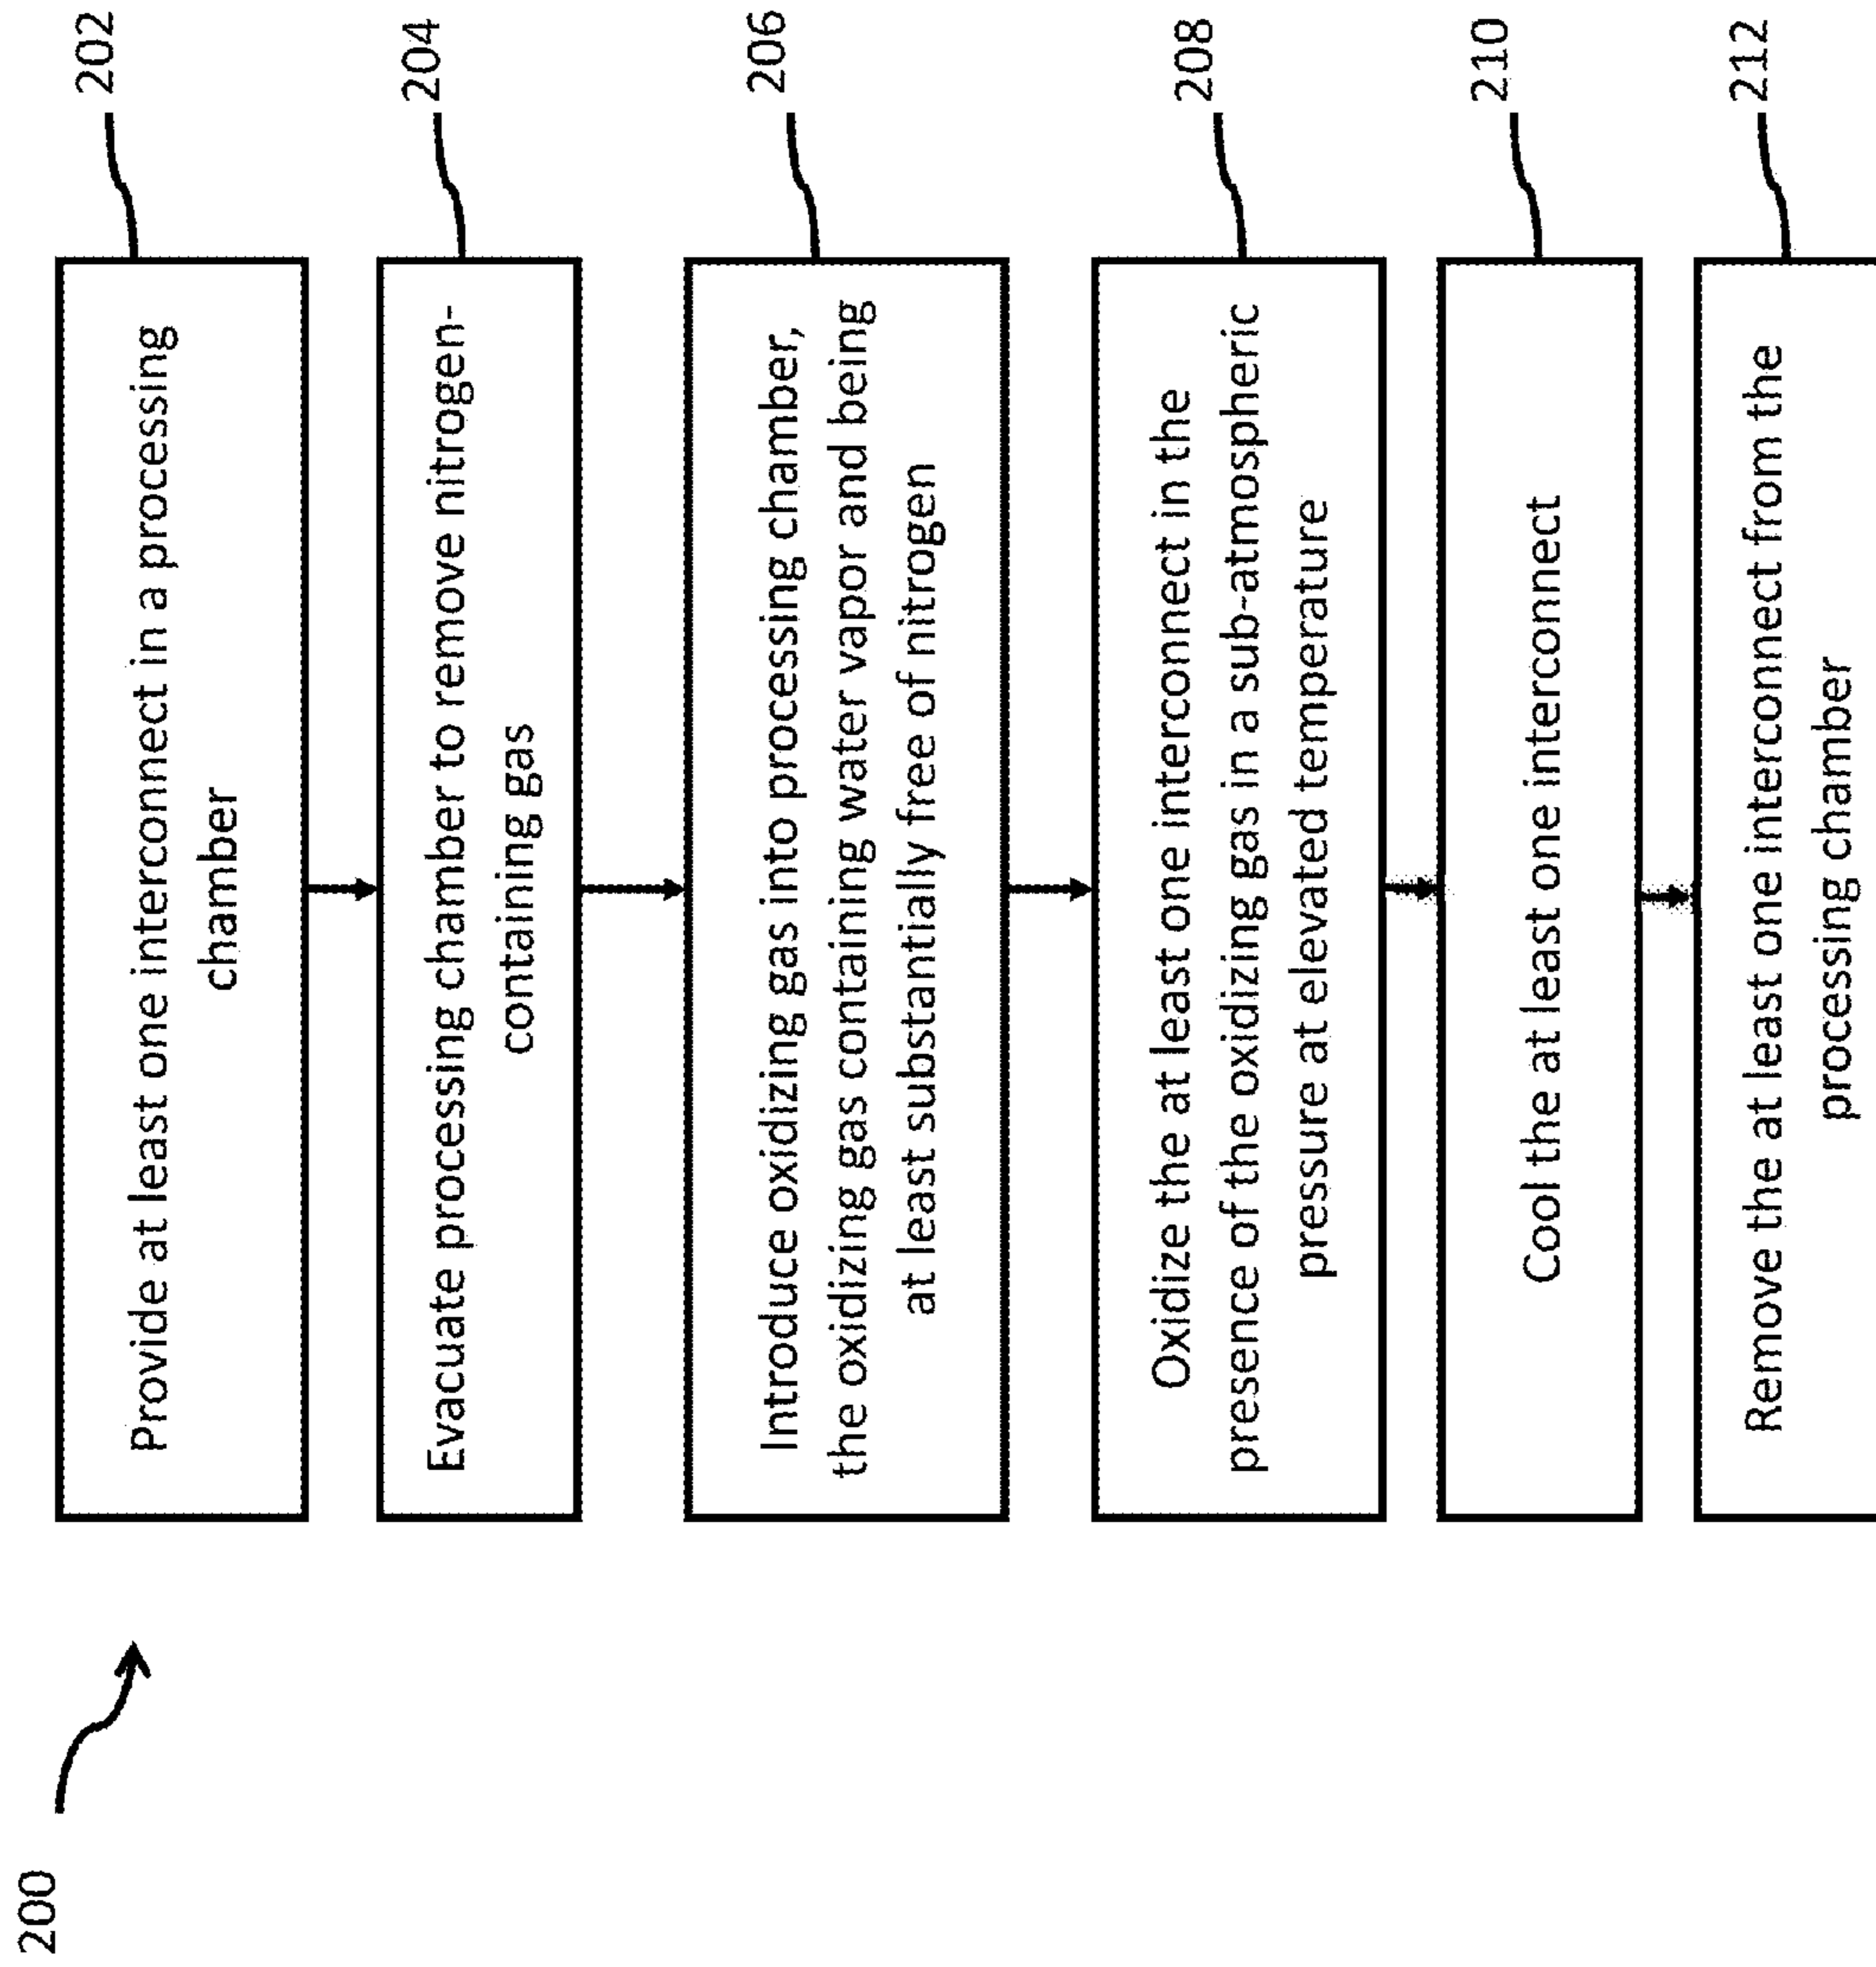 200
Provide at least one interconnect in a processing
chamber
202
Evacuate processing chamber to remove nitrogen-
containing gas
204
Introduce oxidizing gas into processing chamber,
the oxidizing gas containing water vapor and being
at least substantially free of nitrogen
206
Oxidize the at least one interconnect in the
presence of the oxidizing gas in a sub-atmospheric
pressure at elevated temperature
208
Cool the at least one interconnect
210
Remove the at least one interconnect from the
processing chamber
212